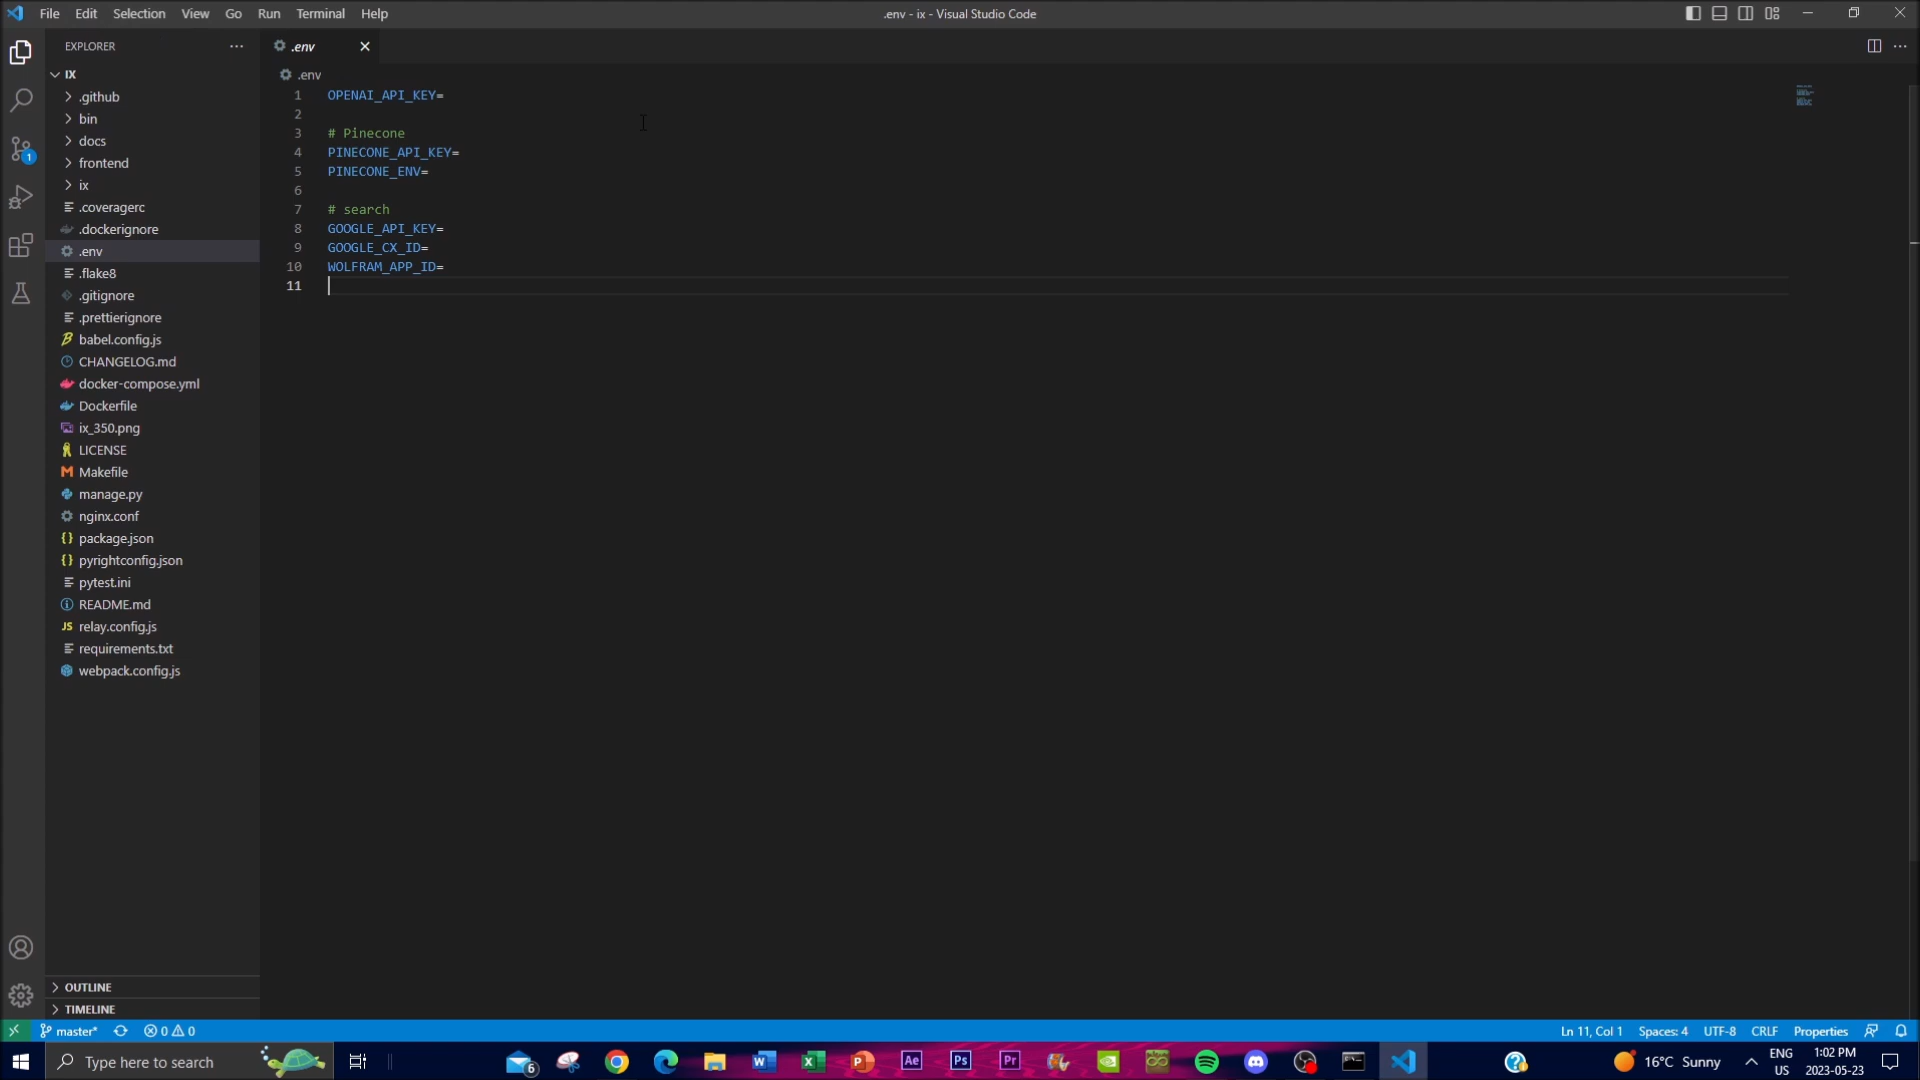 File Edit Selection View Go Run Terminal Help
.env - ix - Visual Studio Code
EXPLORER
.env
IX
.github
bin
docs
frontend
ix
.coveragerc
.dockerignore
.env
.flake8
.gitignore
.prettierignore
babel.config.js
CHANGELOG.md
docker-compose.yml
Dockerfile
ix_350.png
LICENSE
Makefile
manage.py
nginx.conf
package.json
pyrightconfig.json
pytest.ini
README.md
relay.config.js
requirements.txt
webpack.config.js
OUTLINE
TIMELINE
.env
1 OPENAI_API_KEY=
2
3 # Pinecone
4 PINECONE_API_KEY=
5 PINECONE_ENV=
6
7 # search
8 GOOGLE_API_KEY=
9 GOOGLE_CX_ID=
10 WOLFRAM_APP_ID=
11
1
master* 0 0
Ln 11, Col 1 Spaces: 4 UTF-8 CRLF Properties
Type here to search
6
Ae Ps Pr
16°C Sunny
ENG
US
1:02 PM
2023-05-23